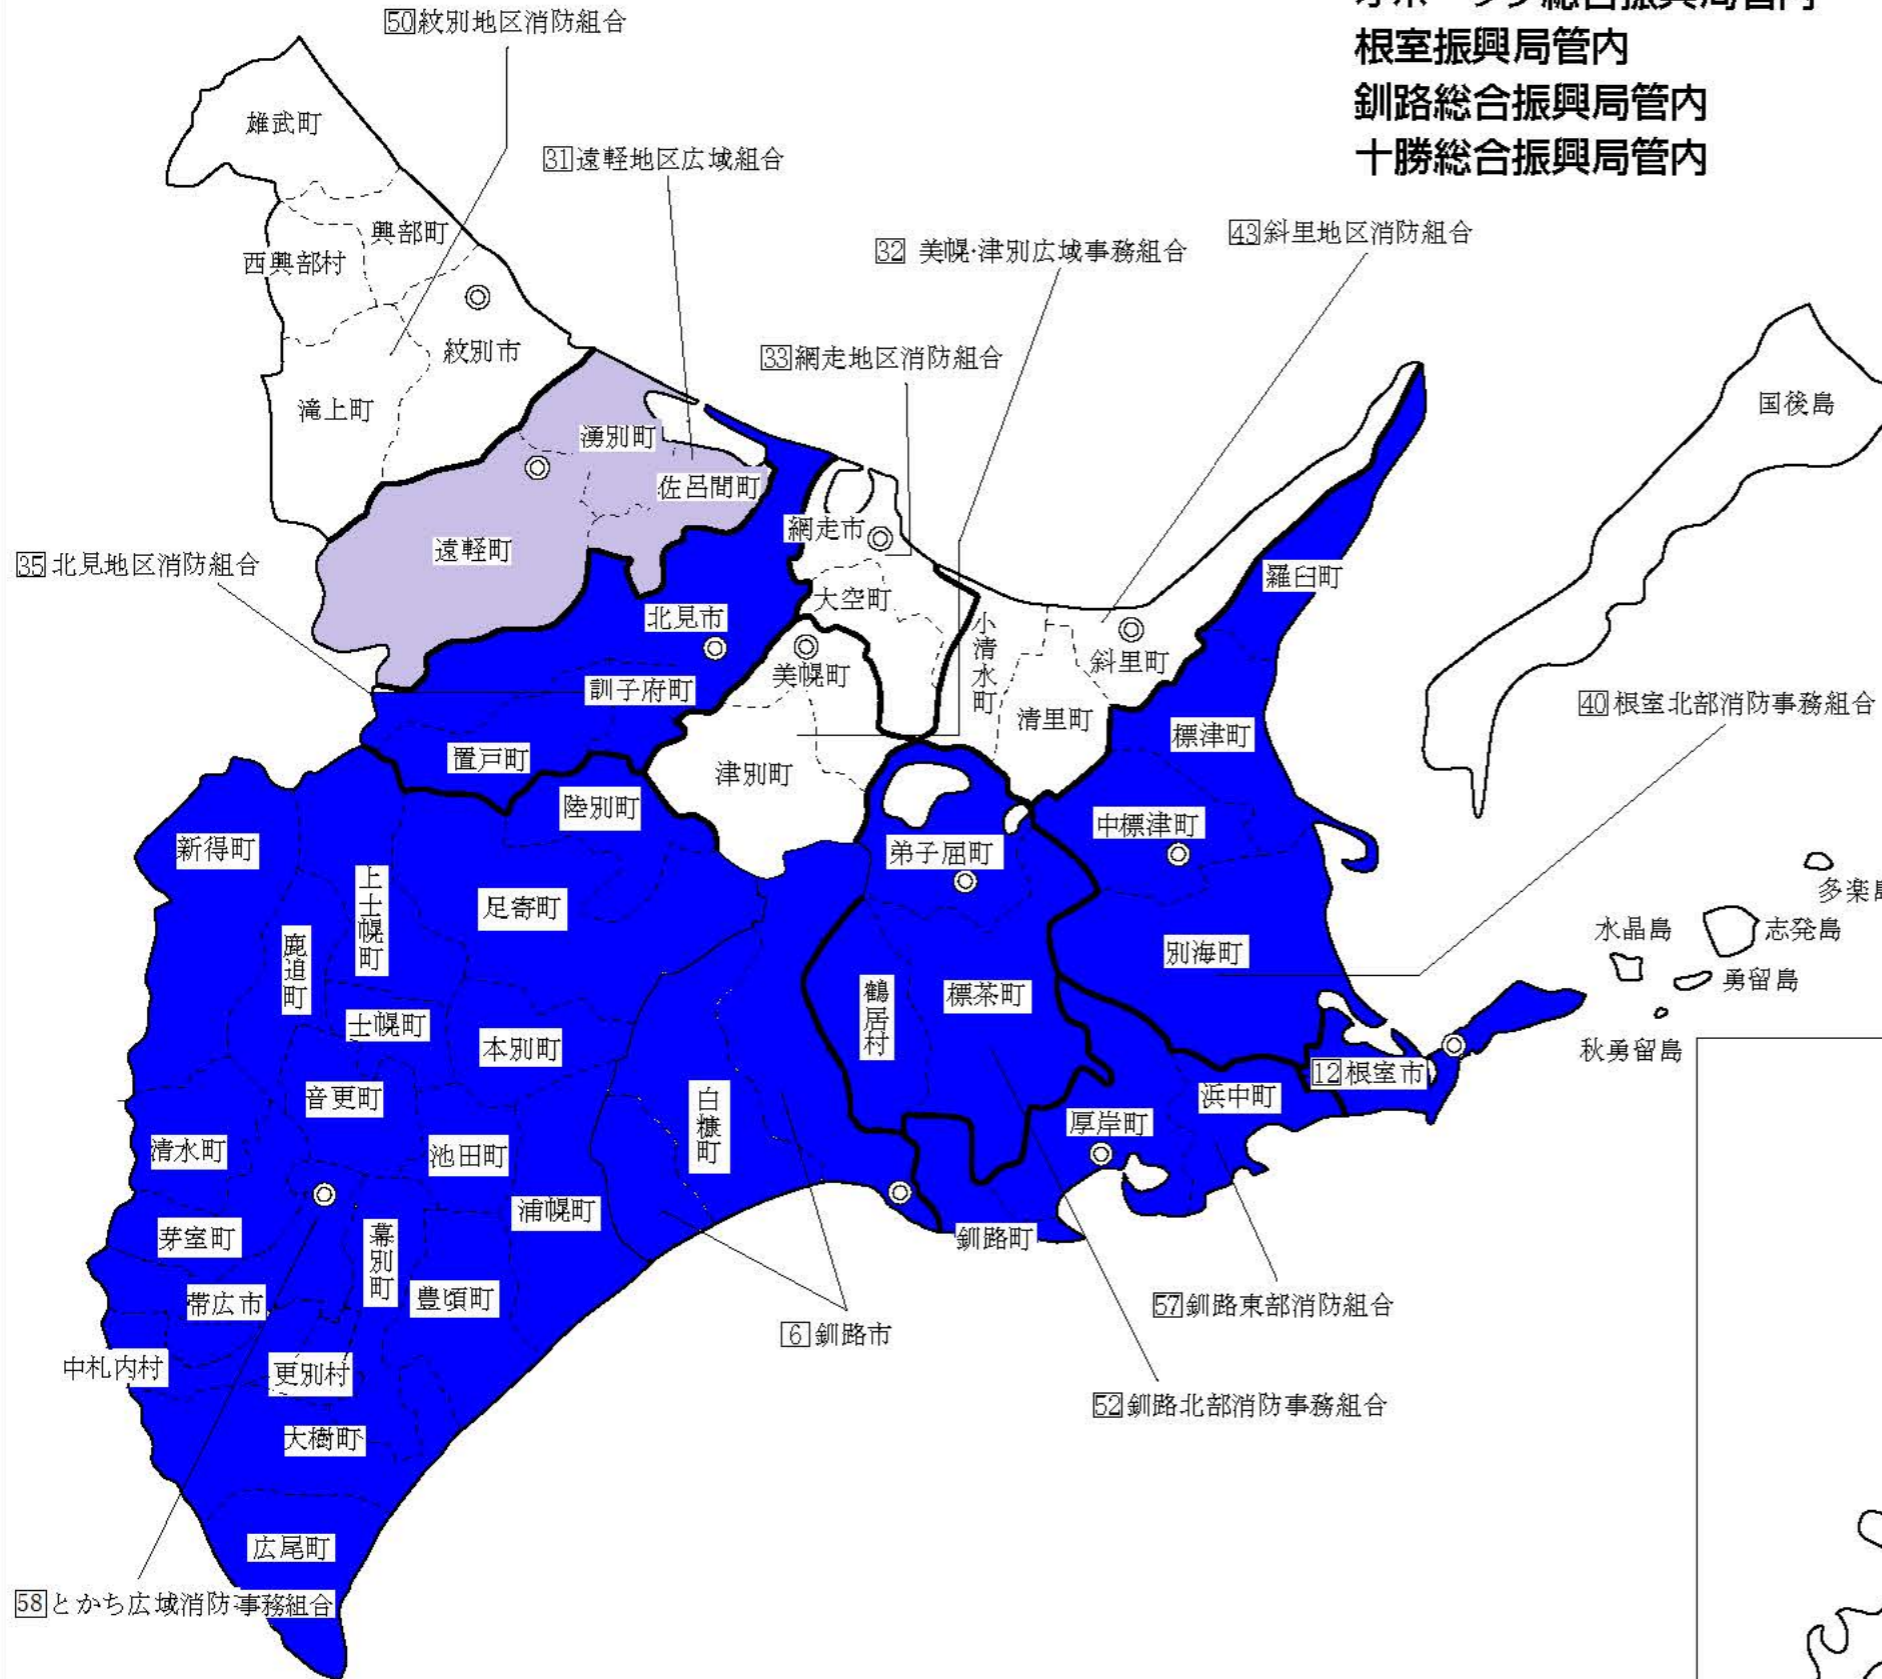 オホーツク総合振興局管内
根室振興局管内
釧路総合振興局管内
十勝総合振興局管内
50紋別地区消防組合
31遠軽地区広域組合
32 美幌・津別広域事務組合
43斜里地区消防組合
33網走地区消防組合
35北見地区消防組合
40根室北部消防事務組合
雄武町
興部町
西興部村
紋別市
滝上町
湧別町
佐呂間町
遠軽町
網走市
大空町
北見市
美幌町
訓子府町
置戸町
津別町
小清水町
斜里町
清里町
羅臼町
標津町
国後島
陸別町
新得町
上士幌町
足寄町
鹿追町
士幌町
本別町
弟子屈町
中標津町
別海町
標茶町
鶴居村
水晶島
志発島
勇留島
秋勇留島
12根室市
浜中町
厚岸町
釧路町
白糠町
音更町
清水町
池田町
浦幌町
芽室町
幕別町
帯広市
豊頃町
中札内村
更別村
大樹町
広尾町
6釧路市
57釧路東部消防組合
52釧路北部消防事務組合
58とかち広域消防事務組合